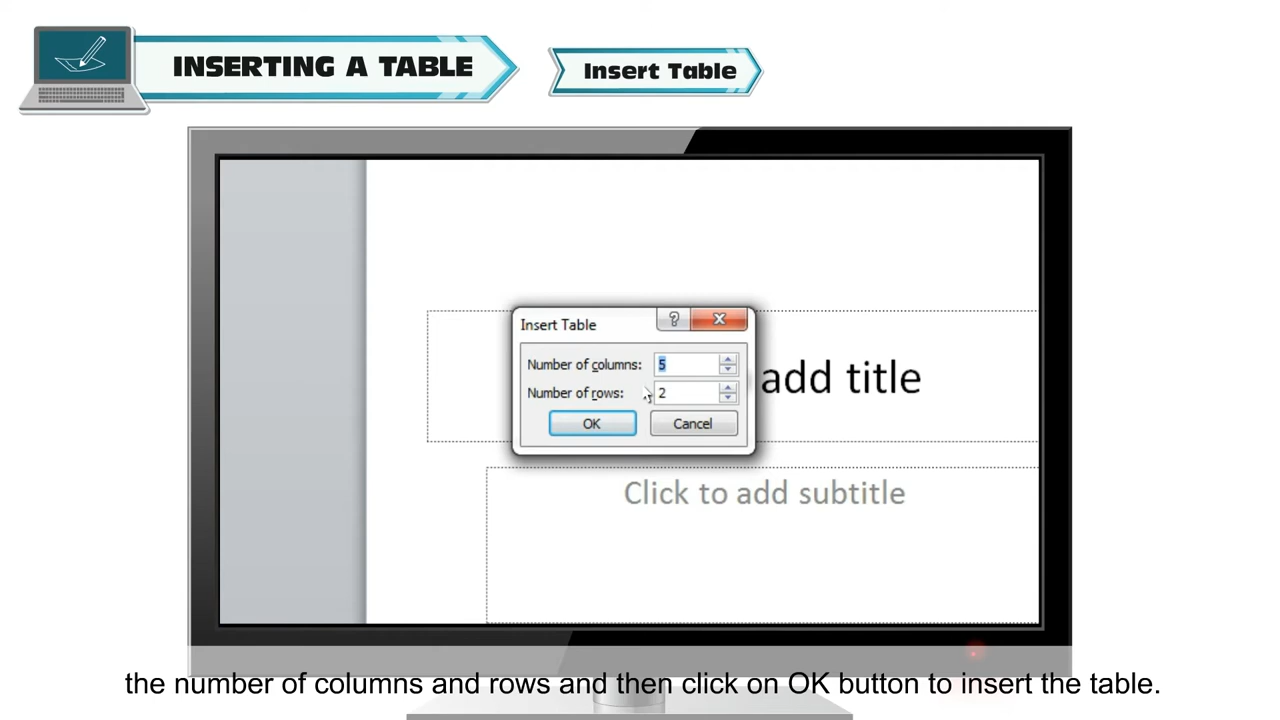 INSERTING A TABLE
Insert Table
Insert Table
?
Number of columns: 5
Number of rows: 2
OK
Cancel
add title
Click to add subtitle
the number of columns and rows and then click on OK button to insert the table.